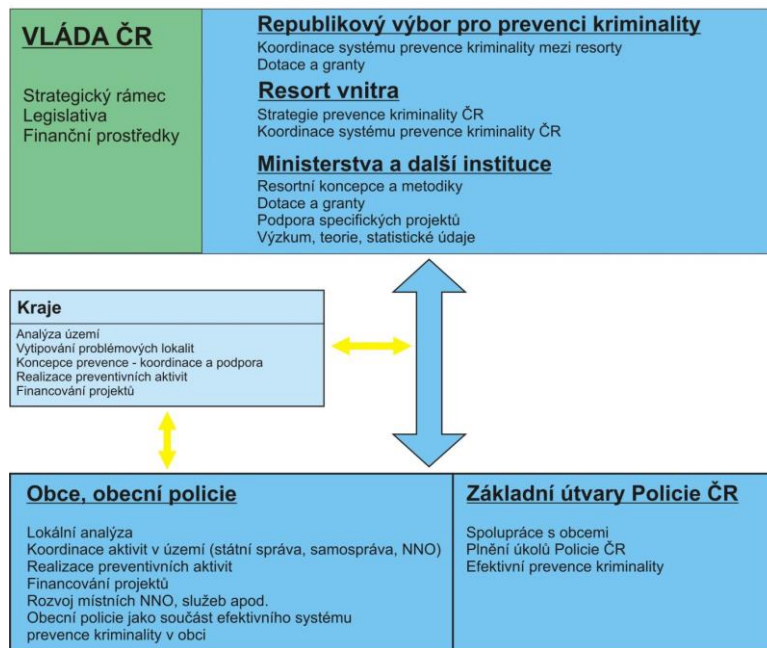 VLÁDA ČR
Strategický rámec
Legislativa
Finanční prostředky
Republikový výbor pro prevenci kriminality
Koordinace systému prevence kriminality mezi resorty
Dotace a granty
Resort vnitra
Strategie prevence kriminality ČR
Koordinace systému prevence kriminality ČR
Ministerstva a další instituce
Resortní koncepce a metodiky
Dotace a granty
Podpora specifických projektů
Výzkum, teorie, statistické údaje
Kraje
Analýza území
Vytipování problémových lokalit
Koncepce prevence - koordinace a podpora
Realizace preventivních aktivit
Financování projektů
Obce, obecní policie
Lokální analýza
Koordinace aktivit v území (státní správa, samospráva, NNO)
Realizace preventivních aktivit
Financování projektů
Rozvoj místních NNO, služeb apod.
Obecní policie jako součást efektivního systému
prevence kriminality v obci
Základní útvary Policie ČR
Spolupráce s obcemi
Plnění úkolů Policie ČR
Efektivní prevence kriminality